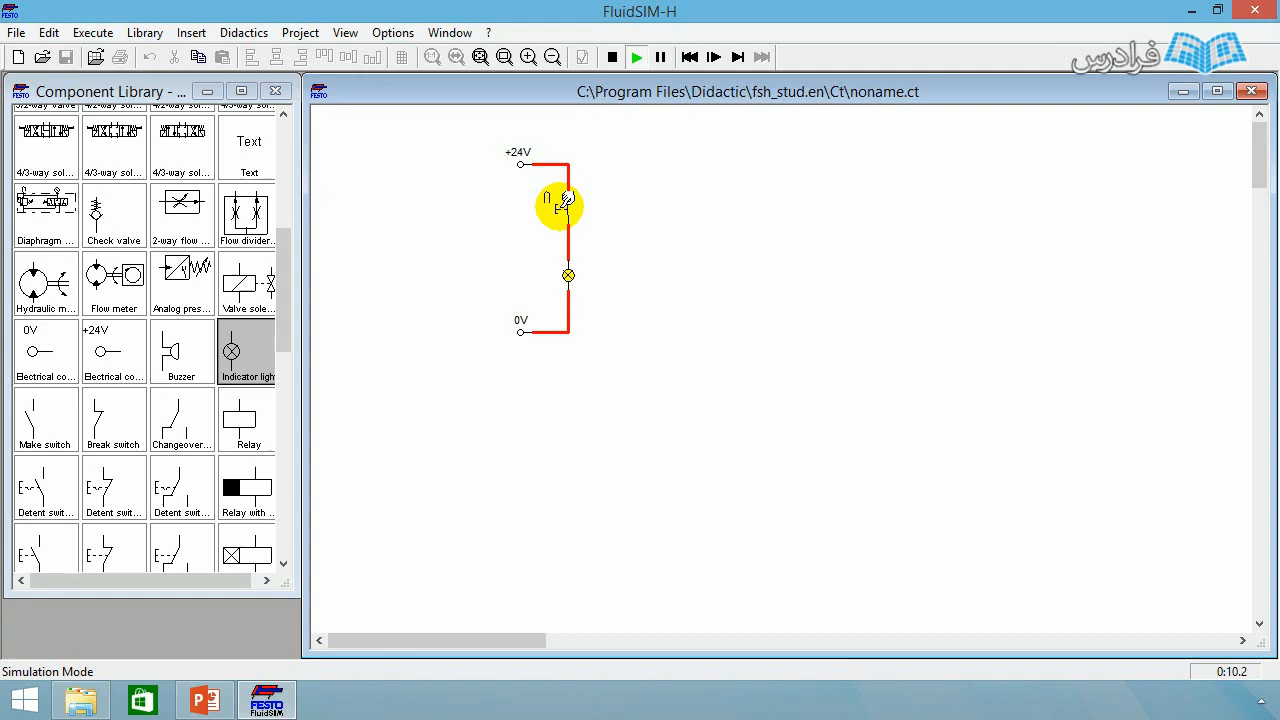 FluidSIM-H
File Edit Execute Library Insert Didactics Project View Options Window ?
فرادرس
Component Library - ...
C:\Program Files\Didactic\fsh_stud.en\Ct\noname.ct
4/3-way sol... 4/3-way sol... 4/3-way sol... Text
Text
Diaphragm ... Check valve 2-way flow ... Flow divider...
Hydraulic m... Flow meter Analog pres... Valve sole...
0V +24V
Electrical co... Electrical co... Buzzer Indicator light
Make switch Break switch Changeover... Relay
Detent swit... Detent swit... Detent swit... Relay with ...
+24V
0V
Simulation Mode
0:10.2
FESTO
FluidSIM